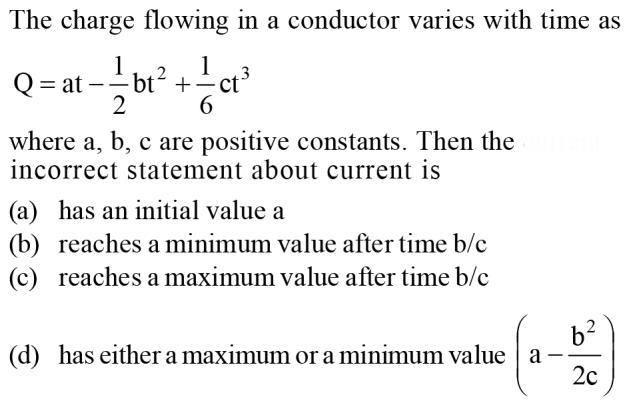 The charge flowing in a conductor varies with time as
Q = at − 1/2 bt² + 1/6 ct³
where a, b, c are positive constants. Then the
incorrect statement about current is
(a) has an initial value a
(b) reaches a minimum value after time b/c
(c) reaches a maximum value after time b/c
(d) has either a maximum or a minimum value (a − b²/2c)